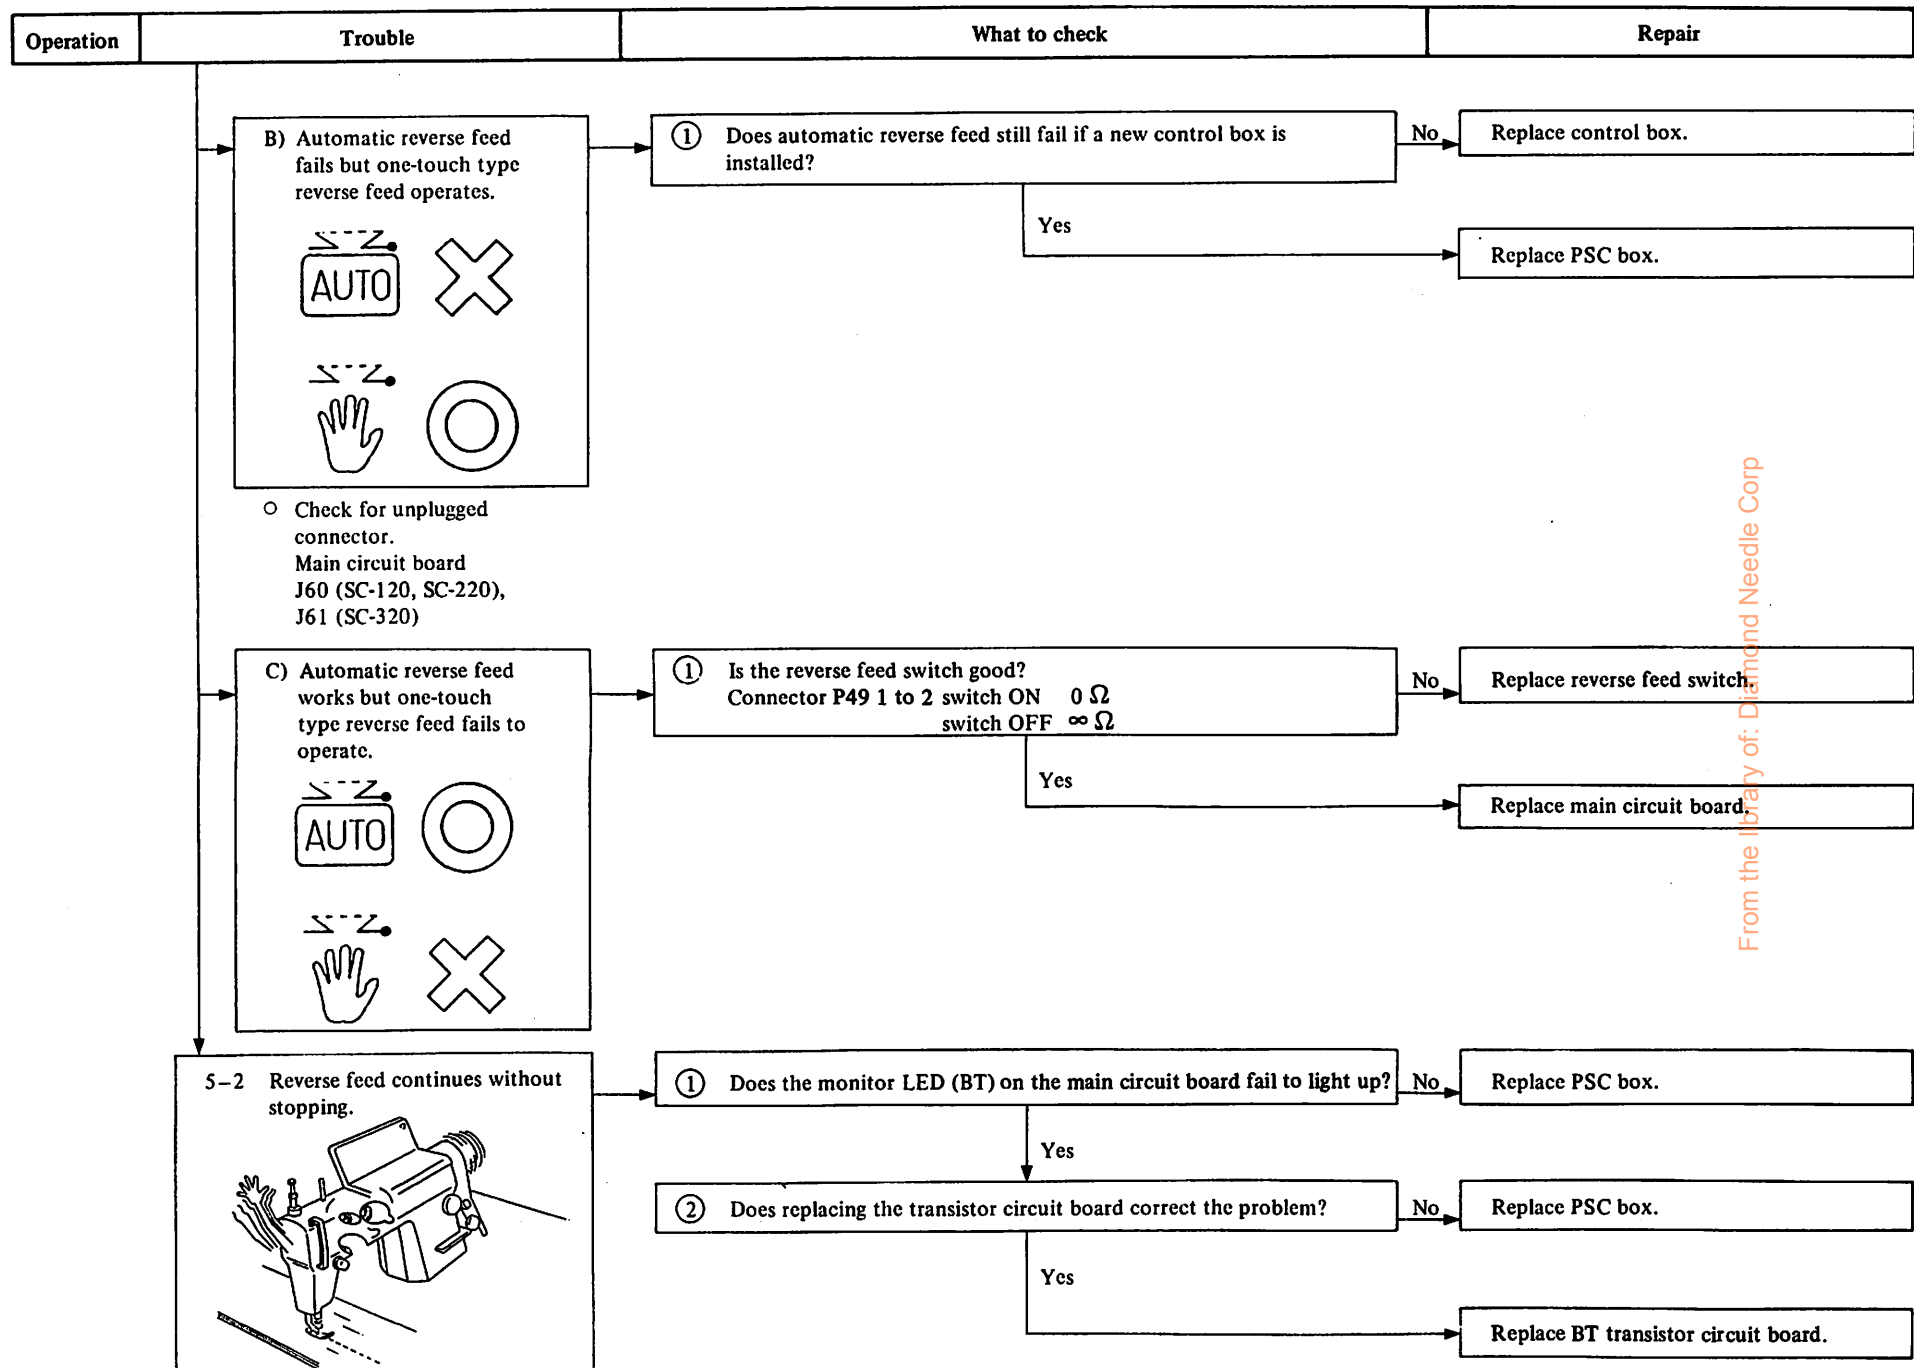 Operation
Trouble
What to check
Repair
B) Automatic reverse feed
fails but one-touch type
reverse feed operates.
AUTO
① Does automatic reverse feed still fail if a new control box is
installed?
No
Replace control box.
Yes
Replace PSC box.
○ Check for unplugged
connector.
Main circuit board
J60 (SC-120, SC-220),
J61 (SC-320)
C) Automatic reverse feed
works but one-touch
type reverse feed fails to
operate.
AUTO
① Is the reverse feed switch good?
Connector P49 1 to 2 switch ON 0 Ω
switch OFF ∞ Ω
No
Replace reverse feed switch.
Yes
Replace main circuit board.
5-2 Reverse feed continues without
stopping.
① Does the monitor LED (BT) on the main circuit board fail to light up?
No
Replace PSC box.
Yes
② Does replacing the transistor circuit board correct the problem?
No
Replace PSC box.
Yes
Replace BT transistor circuit board.
From the library of: Diamond Needle Corp